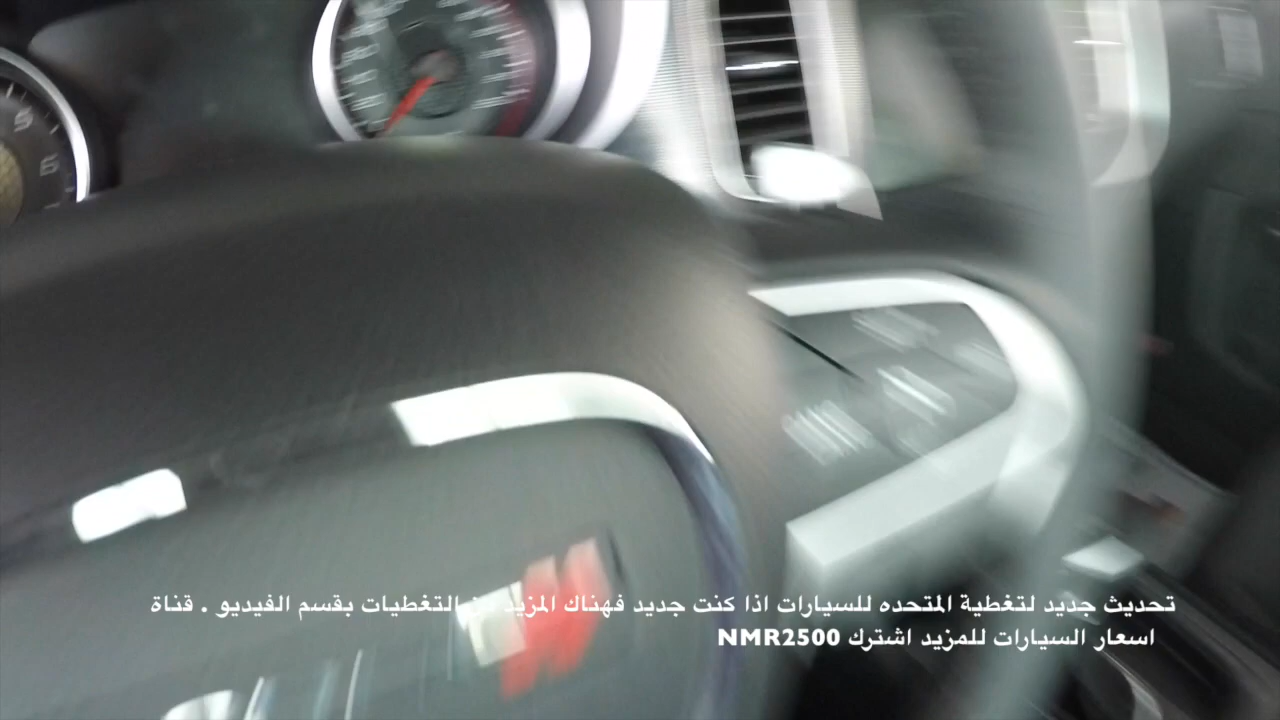 تحديث جديد لتغطية المتحده للسيارات اذا كنت جديد فهناك المزيد من التغطيات بقسم الفيديو . قناة
اسعار السيارات للمزيد اشترك NMR2500